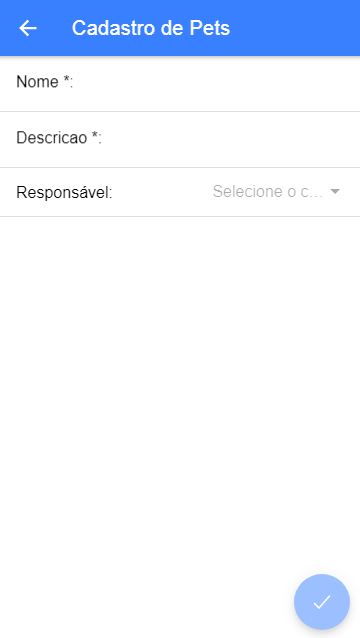 Cadastro de Pets
Nome *:
Descricao *:
Responsável: Selecione o c...